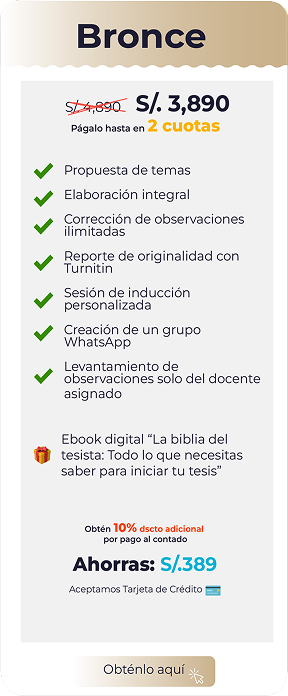 Bronce
S/.4,890 S/. 3,890
Págalo hasta en 2 cuotas
Propuesta de temas
Elaboración integral
Corrección de observaciones
ilimitadas
Reporte de originalidad con
Turnitin
Sesión de inducción
personalizada
Creación de un grupo
WhatsApp
Levantamiento de
observaciones solo del docente
asignado
Ebook digital “La biblia del
tesista: Todo lo que necesitas
saber para iniciar tu tesis”
Obtén 10% dscto adicional
por pago al contado
Ahorras: S/.389
Aceptamos Tarjeta de Crédito
Obténlo aquí